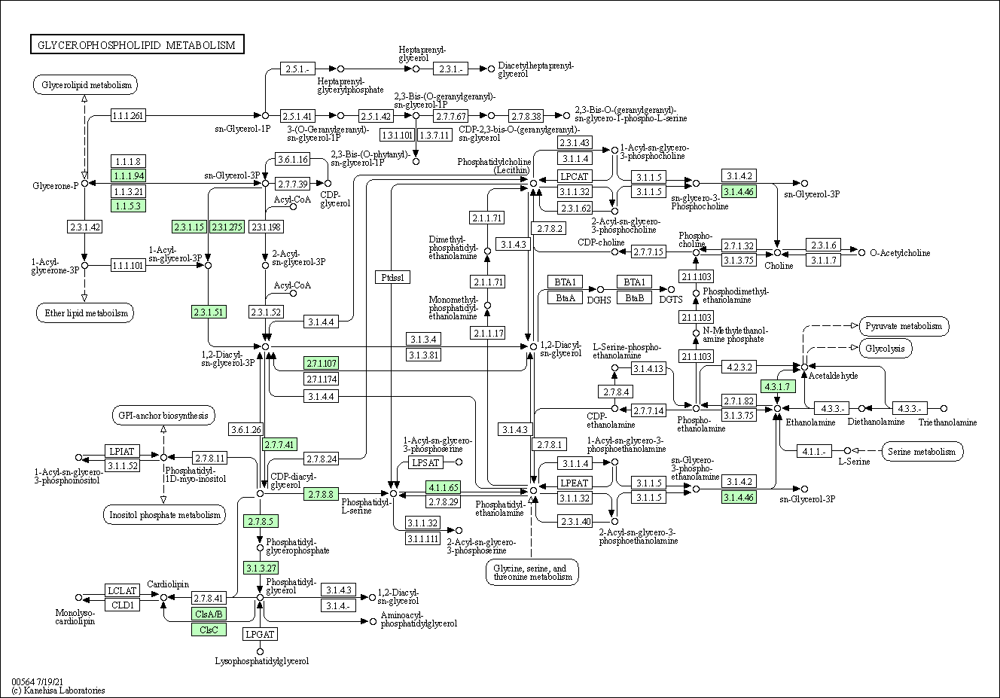 GLYCEROPHOSPHOLIPID METABOLISM
Heptaprenyl-
glycerol
2.5.1.-
2.3.1.-
Diacetylheptaprenyl-
glycerol
Heptaprenyl-
glycerylphosphate
Glycerolipid metabolism
2,3-Bis-(O-geranylgeranyl)-
sn-glycerol-1P
1.1.1.261
2.5.1.41
2.5.1.42
2.7.7.67
2.7.8.38
2,3-Bis-O-(geranylgeranyl)-
sn-glycero-1-phospho-L-serine
sn-Glycerol-1P
3-(O-Geranylgeranyl)-
sn-glycerol-1P
CDP-2,3-bis-O-(geranylgeranyl)-
sn-glycerol
1.3.1.101
1.3.7.11
2.3.1.43
1-Acyl-sn-glycero-
3-phosphocholine
2,3-Bis-(O-phytanyl)-
sn-glycerol-1P
3.6.1.16
3.1.1.4
1.1.1.8
Phosphatidylcholine
(Lecithin)
1.1.1.94
sn-Glycerol-3P
LPCAT
3.1.1.5
3.1.4.2
Glycerone-P
2.7.7.39
1.1.3.21
3.1.1.32
3.1.1.5
3.1.4.46
sn-Glycerol-3P
CDP-
glycerol
1.1.5.3
Acyl-CoA
2.3.1.62
sn-glycero-3-
Phosphocholine
2.3.1.42
2.3.1.15
2.3.1.275
2.3.1.198
2.1.1.71
2.7.8.2
2-Acyl-sn-glycero-
3-phosphocholine
Dimethyl-
phosphatidyl-
ethanolamine
3.1.4.3
CDP-choline
Phospho-
choline
2.7.7.15
2.7.1.32
3.1.3.75
2.3.1.6
3.1.1.7
O-Acetylcholine
Choline
1-Acyl-
sn-glycerol-3P
2-Acyl-
sn-glycerol-3P
1-Acyl-
glycerone-3P
1.1.1.101
Ptdss1
2.1.1.71
BTA1
BTA1
2.1.1.103
Acyl-CoA
BtaA
BtaB
DGHS
DGTS
Phosphodimethyl-
ethanolamine
Monomethyl-
phosphatidyl-
ethanolamine
Ether lipid metaboilsm
2.3.1.51
2.3.1.52
3.1.4.4
2.1.1.17
2.1.1.103
N-Methylethanol-
amine phosphate
Pyruvate metabolism
3.1.3.4
3.1.3.81
1,2-Diacyl-
sn-glycerol-3P
1,2-Diacyl-
sn-glycerol
L-Serine-phospho-
ethanolamine
2.1.1.103
Glycolysis
2.7.1.107
2.7.1.174
3.1.4.4
3.1.4.13
4.2.3.2
Acetaldehyde
2.7.8.4
4.3.1.7
2.7.7.14
2.7.1.82
3.1.3.75
4.3.3.-
4.3.3.-
CDP-
ethanolamine
Phospho-
ethanolamine
Ethanolamine
Diethanolamine
Triethanolamine
GPI-anchor biosynthesis
3.6.1.26
3.1.4.3
2.7.7.41
2.7.8.1
1-Acyl-sn-glycero-
3-phosphoserine
1-Acyl-sn-glycero-3-
phosphoethanolamine
4.1.1.-
L-Serine
Serine metabolism
LPIAT
3.1.1.52
2.7.8.11
2.7.8.24
LPSAT
3.1.1.4
sn-Glycero-
3-phospho-
ethanolamine
1-Acyl-sn-glycero-
3-phosphoinositol
Phosphatidyl-
1D-myo-inositol
CDP-diacyl-
glycerol
4.1.1.65
LPEAT
3.1.1.5
3.1.4.2
2.7.8.8
2.7.8.29
3.1.1.32
3.1.1.5
3.1.4.46
sn-Glycerol-3P
Phosphatidyl-
L-serine
Phosphatidyl-
ethanolamine
Inositol phosphate metabolism
2.7.8.5
3.1.1.32
3.1.1.111
2.3.1.40
2-Acyl-sn-glycero-3-
phosphoethanolamine
2-Acyl-sn-glycero-
3-phosphoserine
Phosphatidyl-
glycerophosphate
3.1.3.27
Glycine, serine, and
threonine metabolism
LCLAT
CLD1
Cardiolipin
Phosphatidyl-
glycerol
2.7.8.41
3.1.4.3
3.1.4.-
1,2-Diacyl-
sn-glycerol
Monolyso-
cardiolipin
ClsA/B
ClsC
Aminoacyl-
phosphatidylglycerol
LPGAT
Lysophosphatidylglycerol
00564 7/19/21
(c) Kanehisa Laboratories